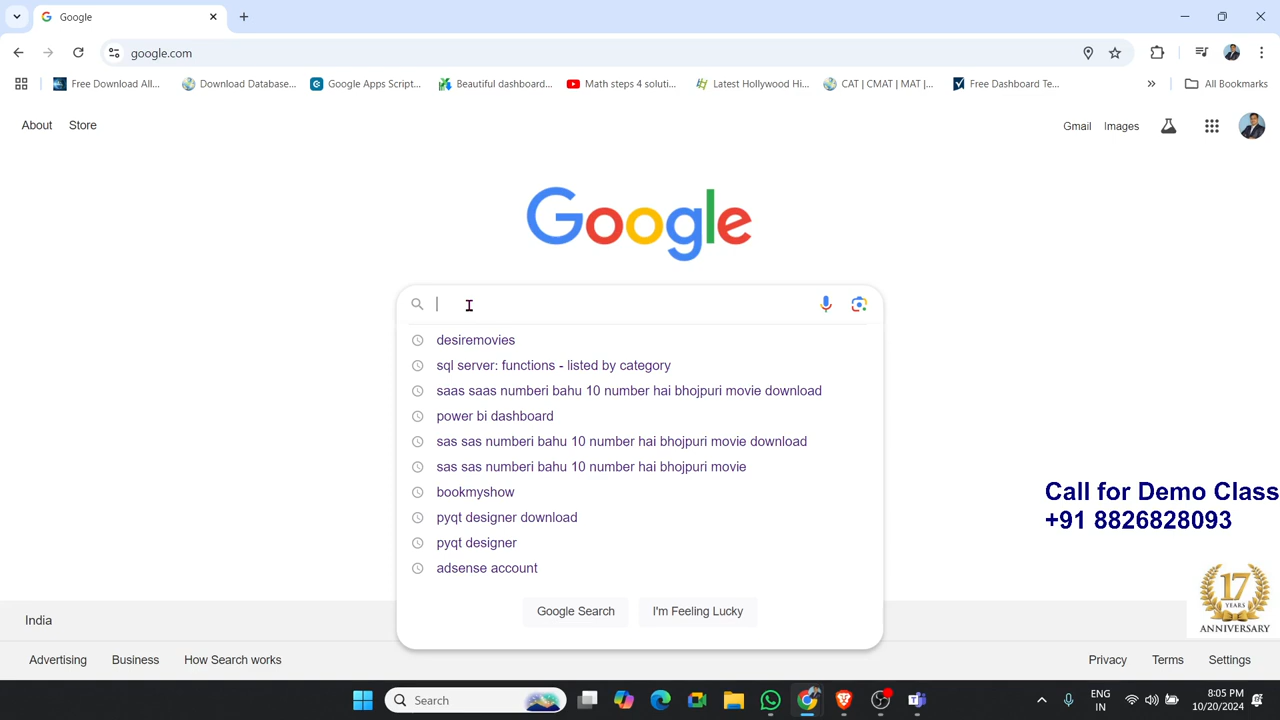 Google
google.com
Free Download All...
Download Database...
Google Apps Script...
Beautiful dashboard...
Math steps 4 soluti...
Latest Hollywood Hi...
CAT | CMAT | MAT |...
Free Dashboard Te...
»
All Bookmarks
About
Store
Gmail
Images
Google
desiremovies
sql server: functions - listed by category
saas saas numberi bahu 10 number hai bhojpuri movie download
power bi dashboard
sas sas numberi bahu 10 number hai bhojpuri movie download
sas sas numberi bahu 10 number hai bhojpuri movie
bookmyshow
pyqt designer download
pyqt designer
adsense account
Google Search
I'm Feeling Lucky
Call for Demo Class
+91 8826828093
17
YEARS
ANNIVERSARY
India
Advertising
Business
How Search works
Privacy
Terms
Settings
Search
ENG
IN
8:05 PM
10/20/2024